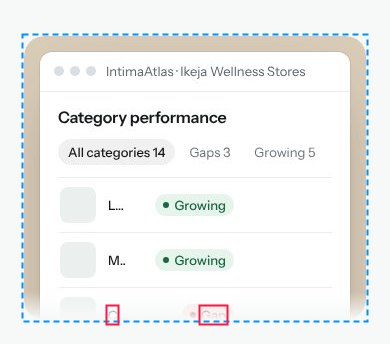 IntimaAtlas · Ikeja Wellness Stores
Category performance
All categories 14 Gaps 3 Growing 5
L... Growing
M.. Growing